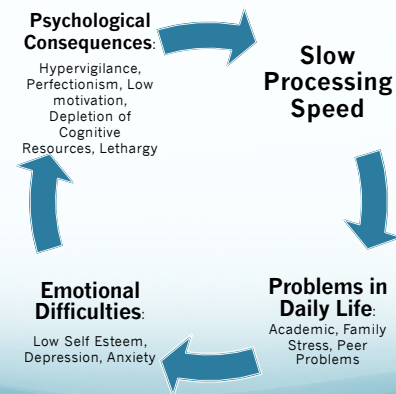 Psychological
Consequences:
Hypervigilance,
Perfectionism, Low
motivation,
Depletion of
Cognitive
Resources, Lethargy
Slow
Processing
Speed
Problems in
Daily Life:
Academic, Family
Stress, Peer
Problems
Emotional
Difficulties:
Low Self Esteem,
Depression, Anxiety